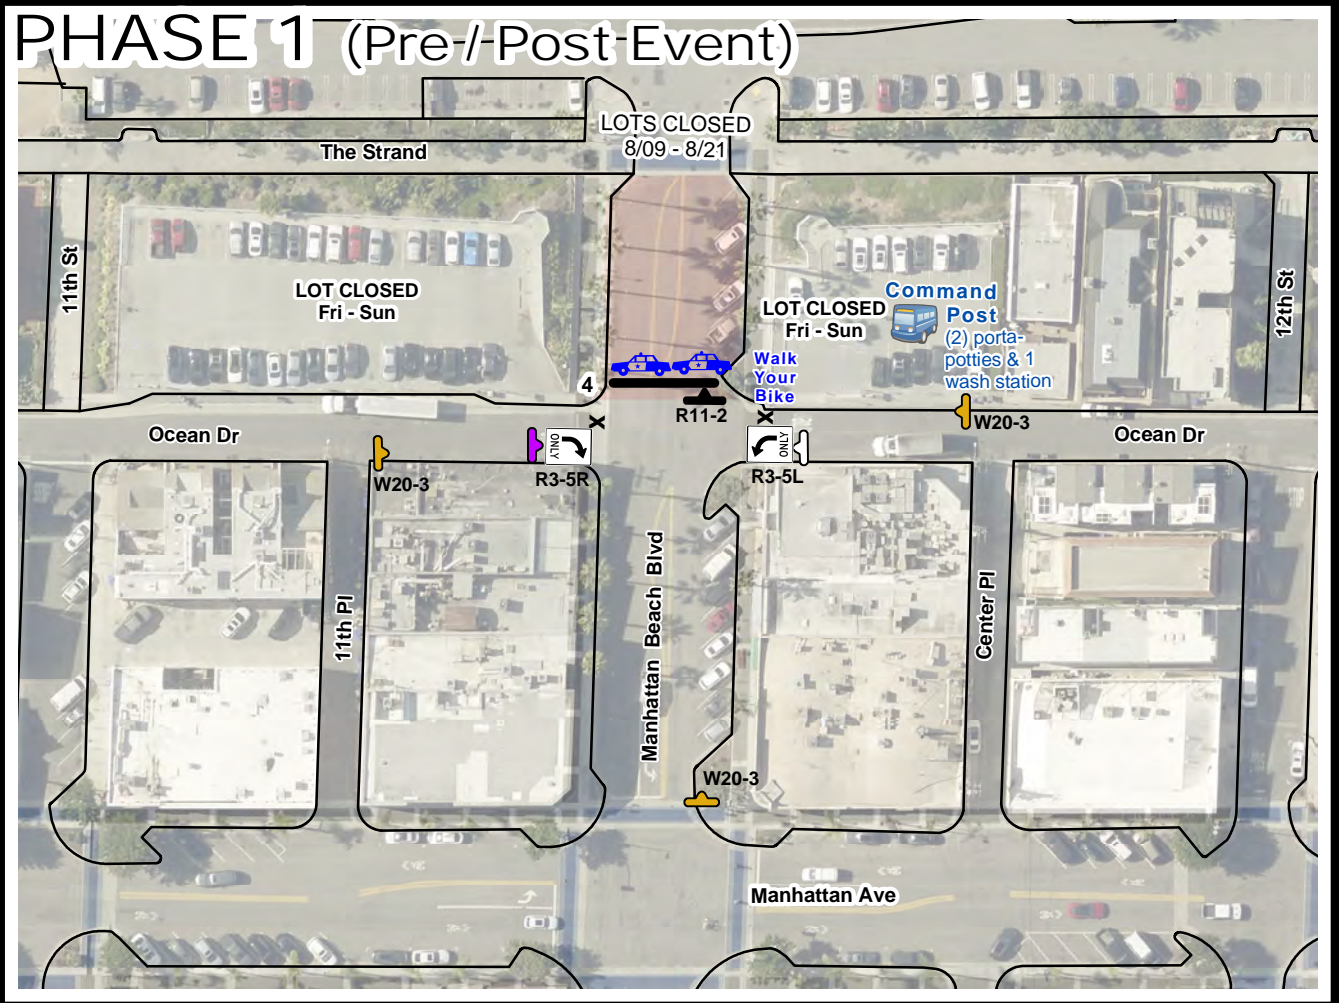 PHASE 1 (Pre / Post Event)
LOTS CLOSED
8/09 - 8/21
The Strand
11th St
12th St
LOT CLOSED
Fri - Sun
LOT CLOSED
Fri - Sun
Command
Post
(2) porta-
potties & 1
wash station
Walk
Your
Bike
4
X
X
R11-2
W20-3
Ocean Dr
Ocean Dr
ONLY
ONLY
W20-3
R3-5R
R3-5L
11th Pl
Manhattan Beach Blvd
Center Pl
W20-3
Manhattan Ave